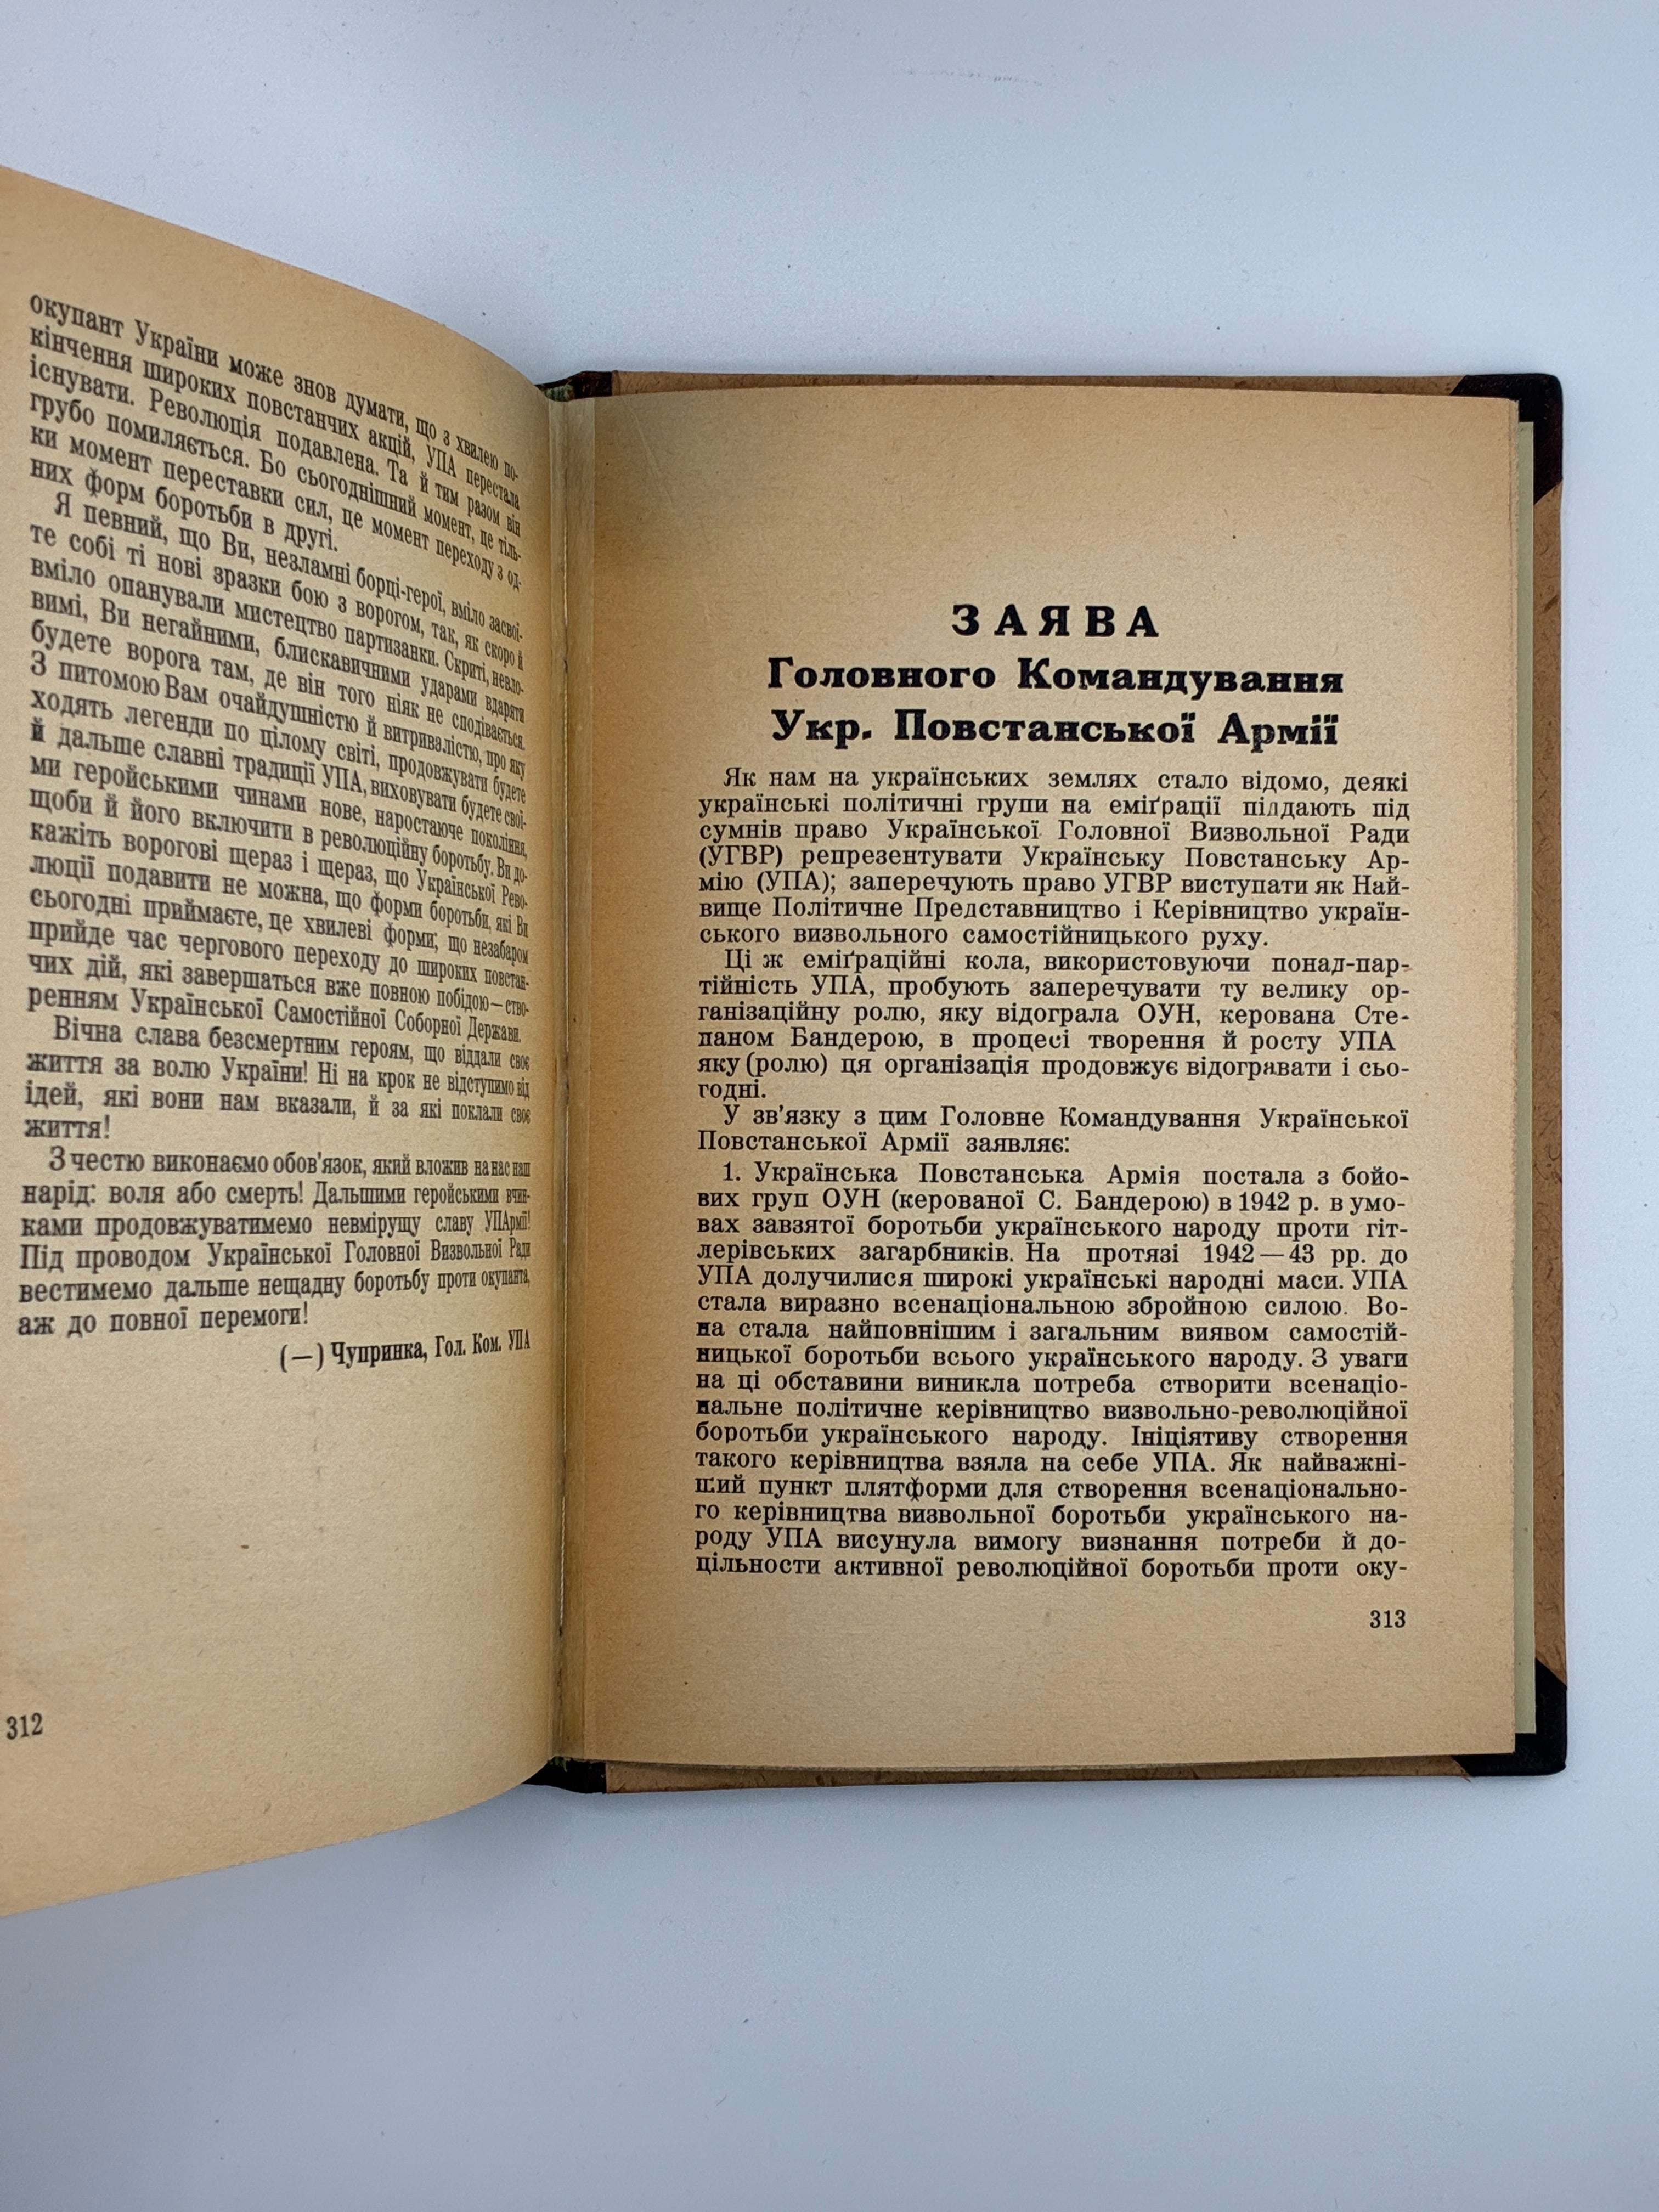 окупант України може знов думати, що з хвилею по-
кінчення широких повстанчих акцій, УПА перестала
існувати. Революція подавлена. Та й тим разом він
грубо помиляється. Бо сьогоднішний момент, це тіль-
ки момент переставки сил, це момент переходу з од-
них форм боротьби в другі.
Я певний, що Ви, незламні борці-герої, вміло засвої-
те собі ті нові зразки бою з ворогом, так, як скоро й
вміло опанували мистецтво партизанки. Скриті, невло-
вимі, Ви негайними, блискавичними ударами вдаряти
будете ворога там, де він того ніяк не сподівається.
З питомою Вам очайдушністю й витривалістю, про яку
ходять легенди по цілому світі, продовжувати будете
й дальше славні традиції УПА, виховувати будете свої-
ми геройськими чинами нове, наростаюче покоління,
щоби й його включити в революційну боротьбу. Ви до-
кажіть ворогові щераз і щераз, що Української Рево-
люції подавити не можна, що форми боротьби, які Ви
сьогодні приймаєте, це хвилеві форми; що незабаром
прийде час чергового переходу до широких повстан-
чих дій, які завершаться вже повною побідою — ство-
ренням Української Самостійної Соборної Держави.
Вічна слава безсмертним героям, що віддали своє
життя за волю України! Ні на крок не відступимо від
ідей, які вони нам вказали, й за які поклали своє
життя!
З честю виконаємо обов'язок, який вложив на нас наш
нарід: воля або смерть! Дальшими геройськими вчин-
ками продовжуватимемо невмірущу славу УПАрмії!
Під проводом Української Головної Визвольної Ради
вестимемо дальше нещадну боротьбу проти окупанта,
аж до повної перемоги!
(—) Чупринка, Гол. Ком. УПА
312
ЗАЯВА
Головного Командування
Укр. Повстанської Армії
Як нам на українських землях стало відомо, деякі
українські політичні групи на еміґрації піддають під
сумнів право Української Головної Визвольної Ради
(УГВР) репрезентувати Українську Повстанську Ар-
мію (УПА); заперечують право УГВР виступати як Най-
вище Політичне Представництво і Керівництво україн-
ського визвольного самостійницького руху.
Ці ж еміґраційні кола, використовуючи понад-пар-
тійність УПА, пробують заперечувати ту велику ор-
ганізаційну ролю, яку відограла ОУН, керована Сте-
паном Бандерою, в процесі творення й росту УПА
яку (ролю) ця організація продовжує відогравати і сьо-
годні.
У зв'язку з цим Головне Командування Української
Повстанської Армії заявляє:
1. Українська Повстанська Армія постала з бойо-
вих груп ОУН (керованої С. Бандерою) в 1942 р. в умо-
вах завзятої боротьби українського народу проти гіт-
лерівських загарбників. На протязі 1942 — 43 рр. до
УПА долучилися широкі українські народні маси. УПА
стала виразно всенаціональною збройною силою. Во-
на стала найповнішим і загальним виявом самостій-
ницької боротьби всього українського народу. З уваги
на ці обставини виникла потреба створити всенаціо-
нальне політичне керівництво визвольно-революційної
боротьби українського народу. Ініціятиву створення
такого керівництва взяла на себе УПА. Як найважні-
ший пункт плятформи для створення всенаціонально-
го керівництва визвольної боротьби українського на-
роду УПА висунула вимогу визнання потреби й до-
цільности активної революційної боротьби проти оку-
313